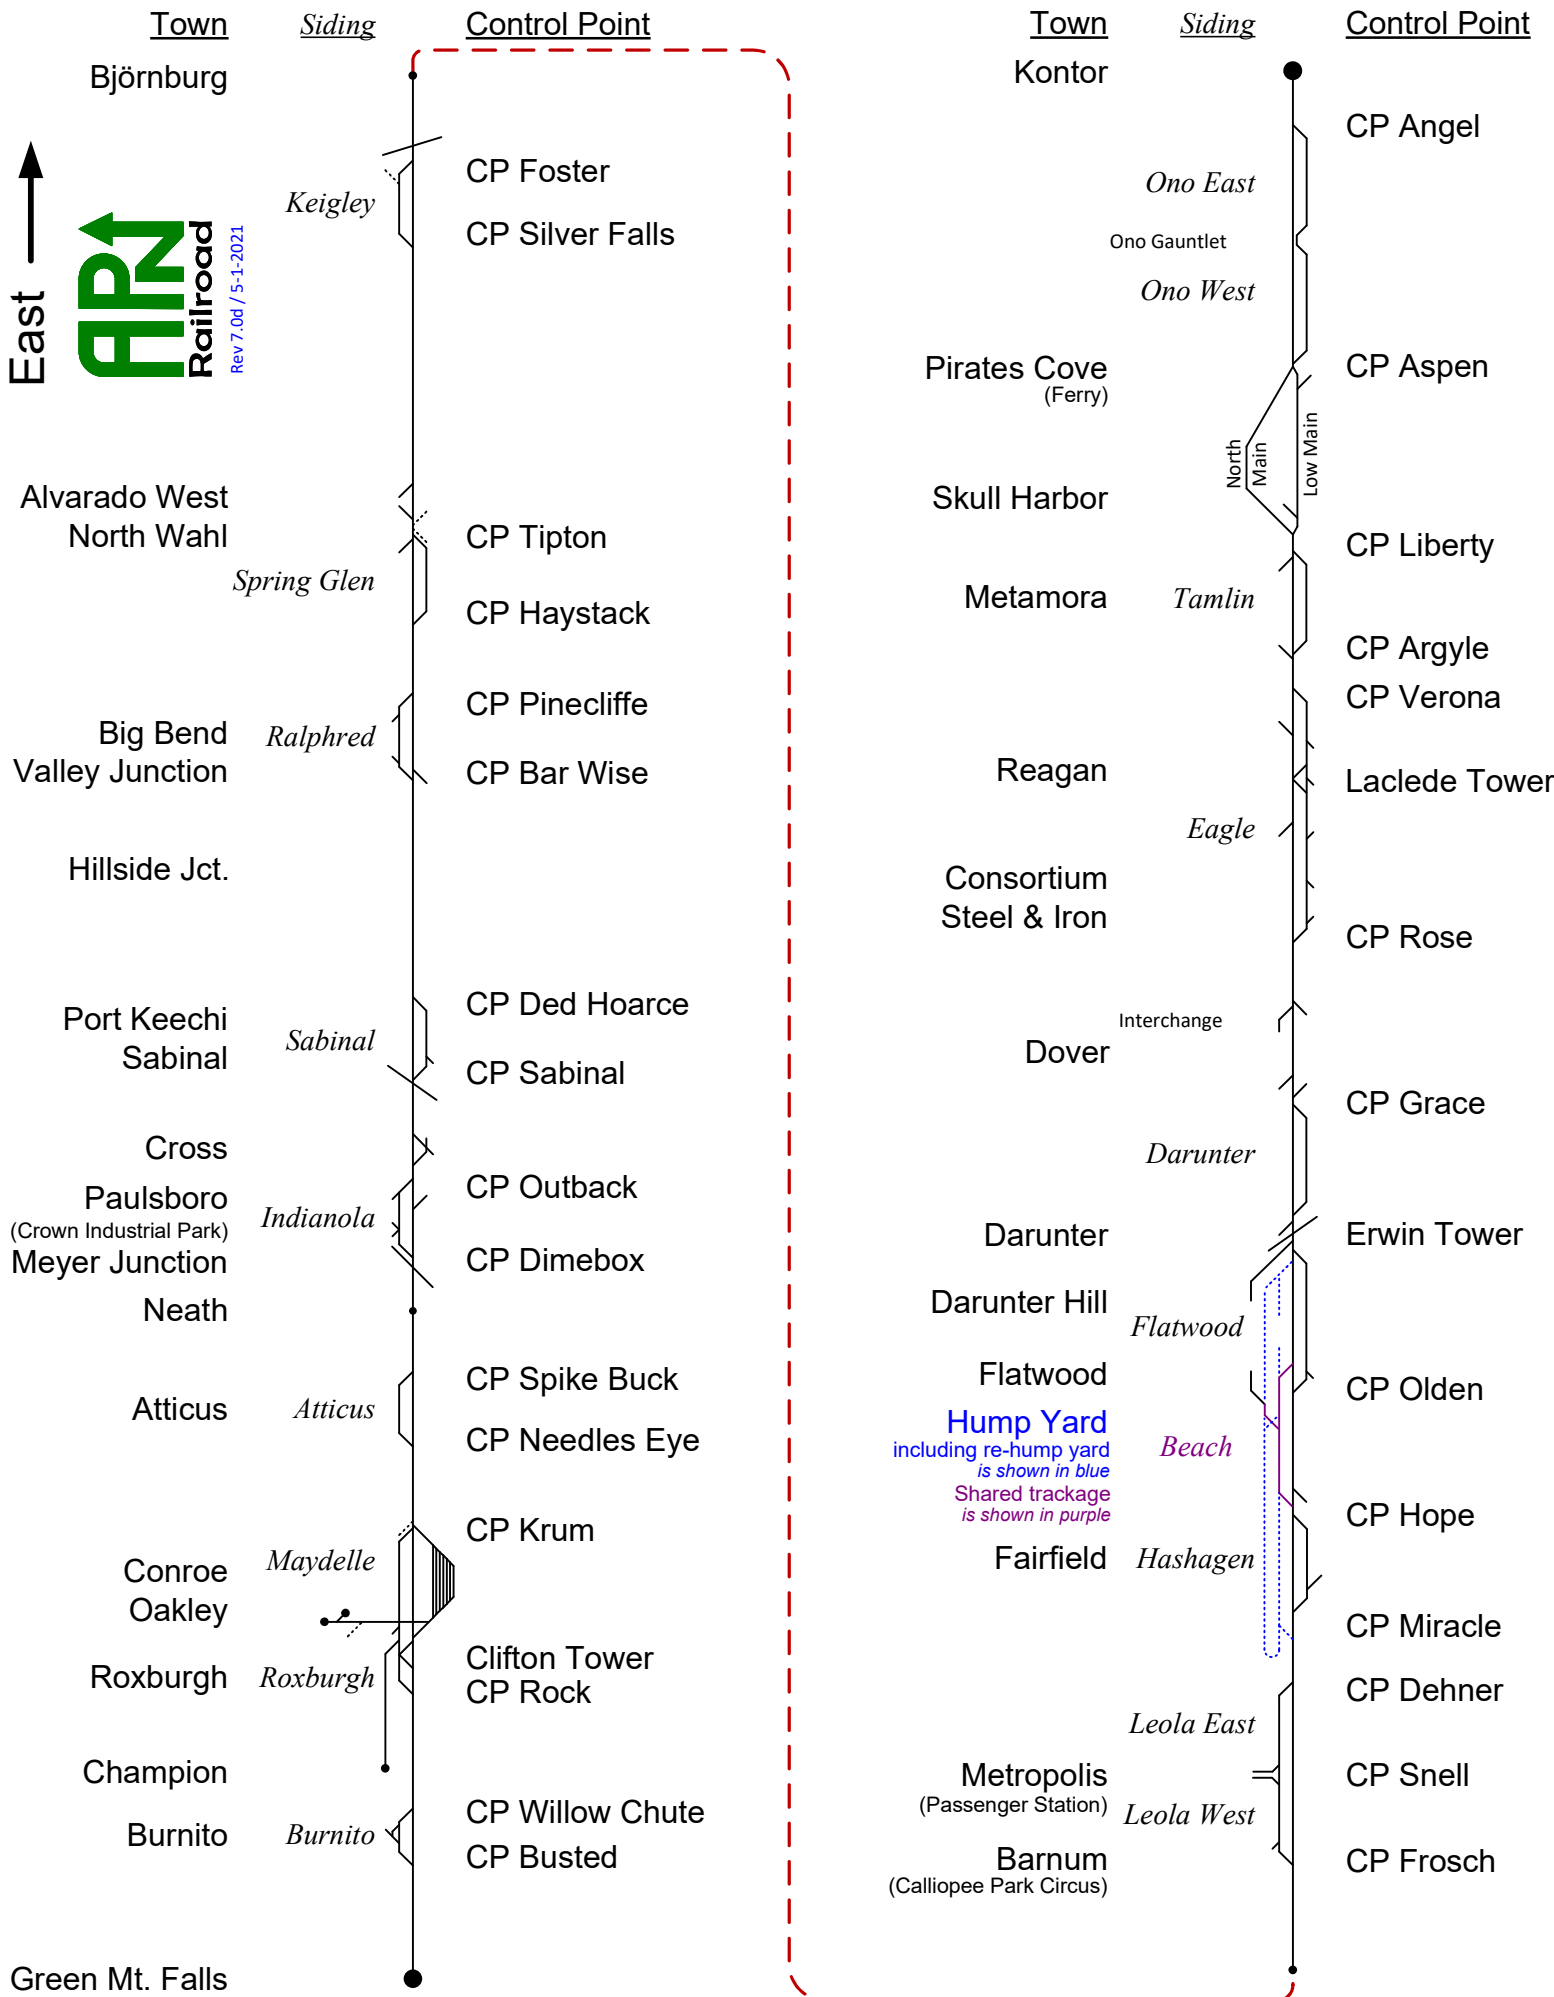 Town Siding Control Point
Björnburg
CP Foster
Keigley
CP Silver Falls
East
APN
Railroad
Rev 7.0d / 5-1-2021
Alvarado West
North Wahl
CP Tipton
Spring Glen
CP Haystack
CP Pinecliffe
Big Bend
Ralphred
Valley Junction
CP Bar Wise
Hillside Jct.
CP Ded Hoarce
Port Keechi
Sabinal
Sabinal
CP Sabinal
Cross
CP Outback
Paulsboro
(Crown Industrial Park)
Indianola
Meyer Junction
CP Dimebox
Neath
CP Spike Buck
Atticus
Atticus
CP Needles Eye
CP Krum
Maydelle
Conroe
Oakley
Clifton Tower
Roxburgh
Roxburgh
CP Rock
Champion
CP Willow Chute
Burnito
Burnito
CP Busted
Green Mt. Falls
Town Siding Control Point
Kontor
CP Angel
Ono East
Ono Gauntlet
Ono West
Pirates Cove
(Ferry)
CP Aspen
North
Main
Low Main
Skull Harbor
CP Liberty
Metamora
Tamlin
CP Argyle
CP Verona
Reagan
Laclede Tower
Eagle
Consortium
Steel & Iron
CP Rose
Interchange
Dover
CP Grace
Darunter
Darunter
Erwin Tower
Darunter Hill
Flatwood
Flatwood
CP Olden
Hump Yard
including re-hump yard
is shown in blue
Beach
Shared trackage
is shown in purple
CP Hope
Fairfield
Hashagen
CP Miracle
CP Dehner
Leola East
Metropolis
(Passenger Station)
CP Snell
Leola West
Barnum
(Calliopee Park Circus)
CP Frosch